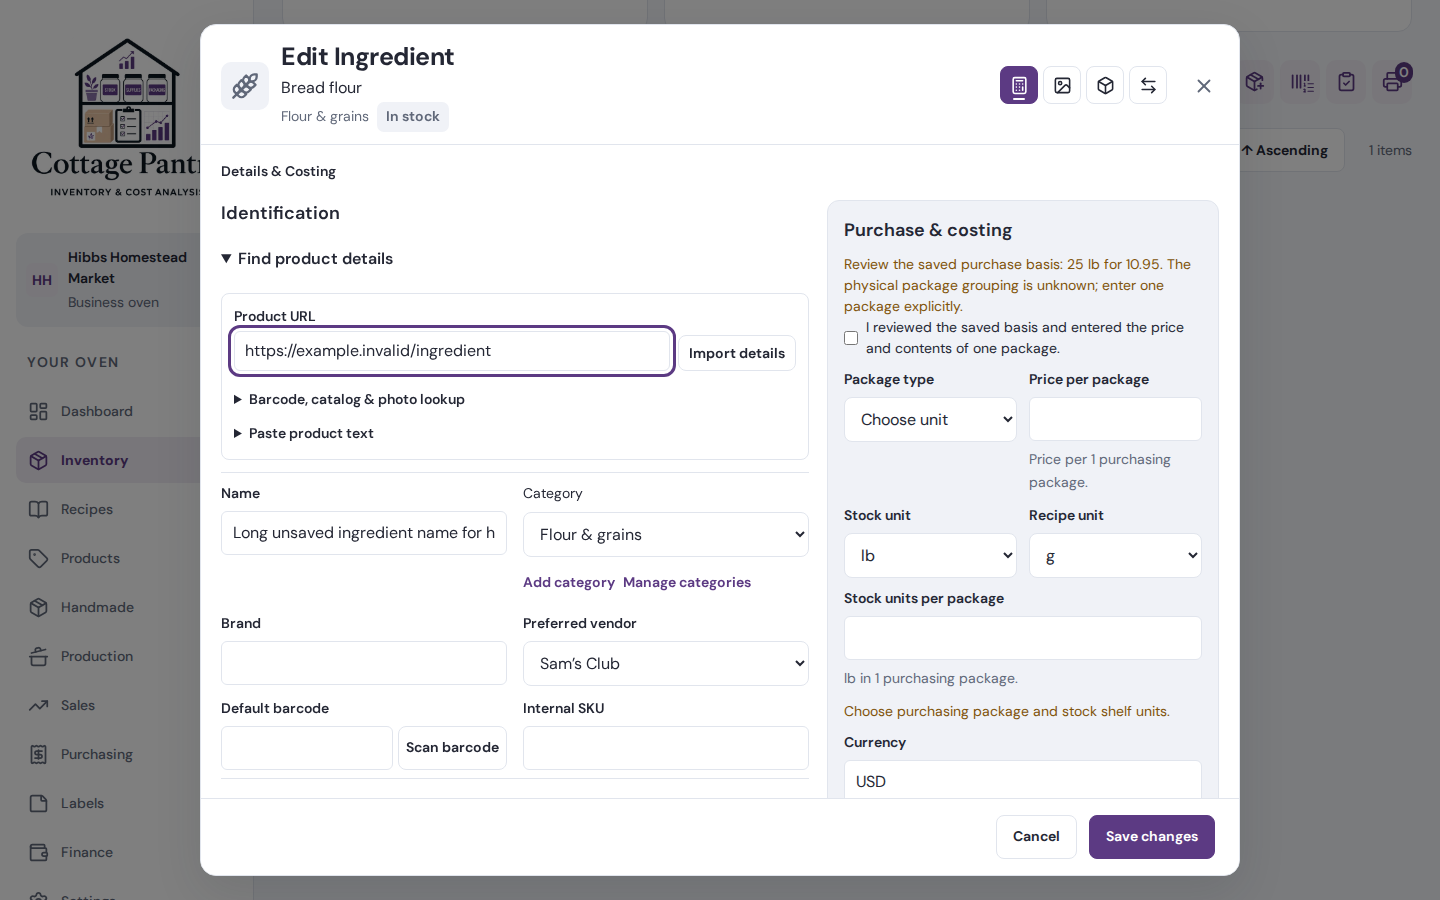 Cottage Pant
INVENTORY & COST ANALYSI
HH
Hibbs Homestead
Market
Business oven
YOUR OVEN
Dashboard
Inventory
Recipes
Products
Handmade
Production
Sales
Purchasing
Labels
Finance
Edit Ingredient
Bread flour
Flour & grains
In stock
Details & Costing
Identification
▼ Find product details
Product URL
https://example.invalid/ingredient
Import details
▶ Barcode, catalog & photo lookup
▶ Paste product text
Name
Category
Long unsaved ingredient name for h
Flour & grains
Add category Manage categories
Brand
Preferred vendor
Sam's Club
Default barcode
Internal SKU
Scan barcode
Purchase & costing
Review the saved purchase basis: 25 lb for 10.95. The
physical package grouping is unknown; enter one
package explicitly.
I reviewed the saved basis and entered the price
and contents of one package.
Package type
Price per package
Choose unit
Price per 1 purchasing
package.
Stock unit
Recipe unit
lb
g
Stock units per package
lb in 1 purchasing package.
Choose purchasing package and stock shelf units.
Currency
USD
Cancel
Save changes
0
↑ Ascending
1 items